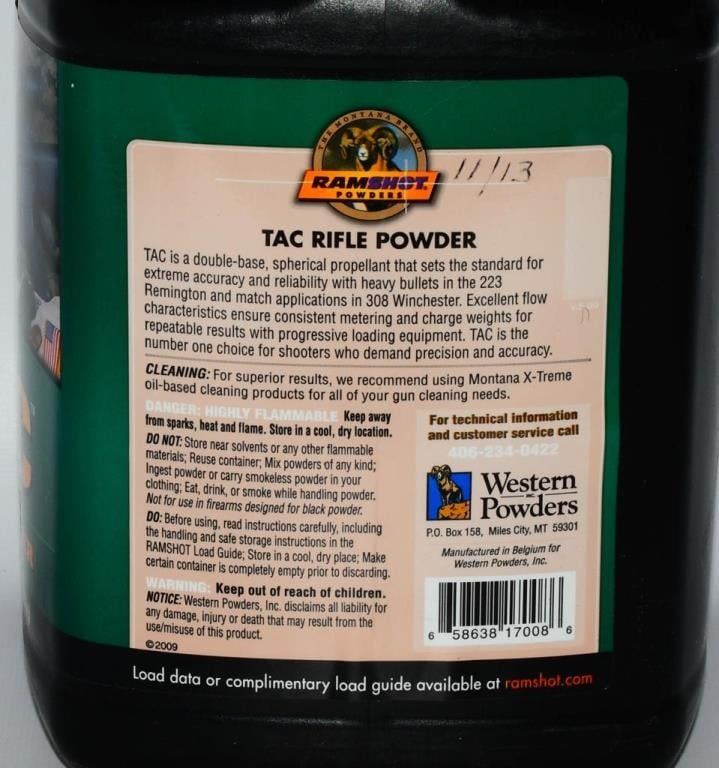 THE MONTANA BRAND
RAMSHOT.
POWDERS
11/13
TAC RIFLE POWDER
TAC is a double-base, spherical propellant that sets the standard for
extreme accuracy and reliability with heavy bullets in the 223
Remington and match applications in 308 Winchester. Excellent flow
characteristics ensure consistent metering and charge weights for
repeatable results with progressive loading equipment. TAC is the
number one choice for shooters who demand precision and accuracy.
CLEANING: For superior results, we recommend using Montana X-Treme
oil-based cleaning products for all of your gun cleaning needs.
DANGER: HIGHLY FLAMMABLE Keep away
from sparks, heat and flame. Store in a cool, dry location.
DO NOT: Store near solvents or any other flammable
materials; Reuse container; Mix powders of any kind;
Ingest powder or carry smokeless powder in your
clothing; Eat, drink, or smoke while handling powder.
Not for use in firearms designed for black powder.
DO: Before using, read instructions carefully, including
the handling and safe storage instructions in the
RAMSHOT Load Guide; Store in a cool, dry place; Make
certain container is completely empty prior to discarding.
WARNING: Keep out of reach of children.
NOTICE: Western Powders, Inc. disclaims all liability for
any damage, injury or death that may result from the
use/misuse of this product.
©2009
For technical information
and customer service call
406-234-0422
Western
INC.
Powders
P.O. Box 158, Miles City, MT 59301
Manufactured in Belgium for
Western Powders, Inc.
6 58638 17008 6
Load data or complimentary load guide available at ramshot.com